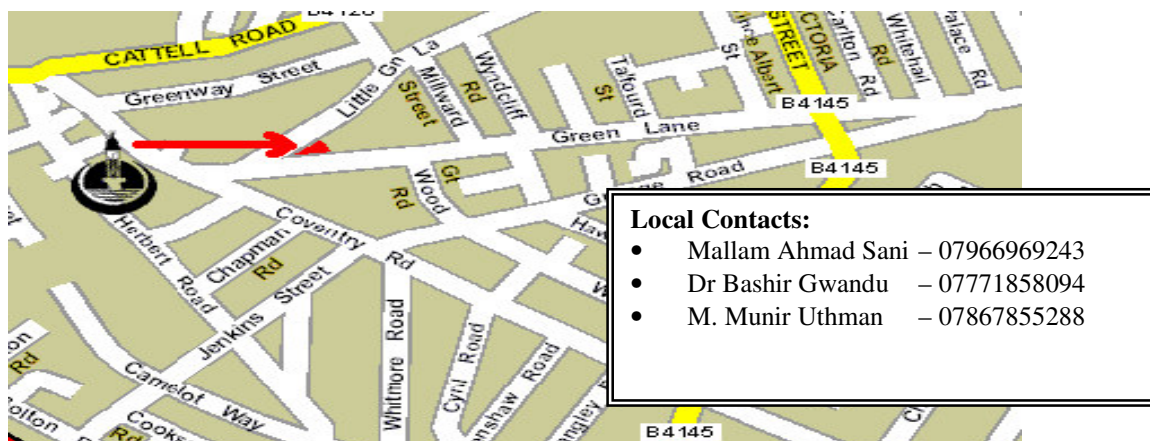 B4128
CATTELL ROAD
Greenway Street
Little Gn La
Millward
Street
Wyndcliff
Rd
Talfourd
St
Prince Albert
St
STREET
VICTORIA
Carlton Rd
Whitehall
Rd
Palace Rd
B4145
Green Lane
B4145
Wood
Gt
Rd
Road
Coventry
Rd
Herbert Road
Chapman
Rd
Jenkins Street
Camelot Way
Whitmore Road
Cyril Road
Rd
Rd
B4145
Local Contacts:
• Mallam Ahmad Sani – 07966969243
• Dr Bashir Gwandu – 07771858094
• M. Munir Uthman – 07867855288